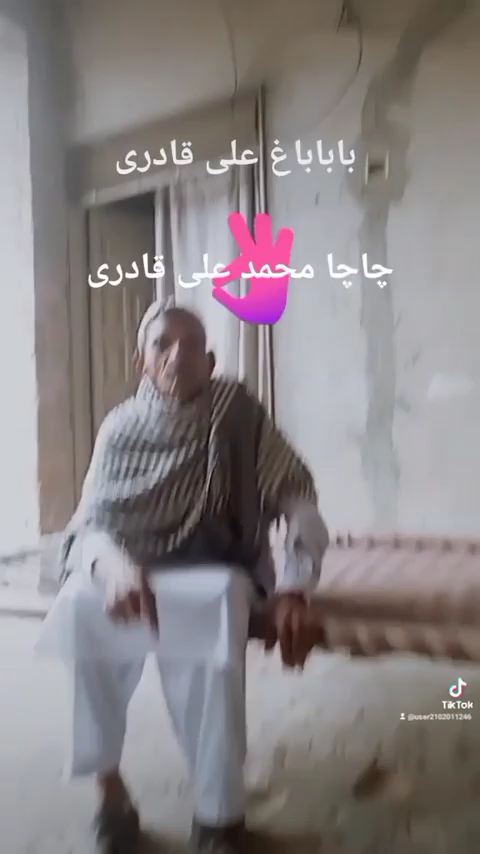 باباباغ علی قادری
چاچا محمد علی قادری
TikTok
@user2102011246